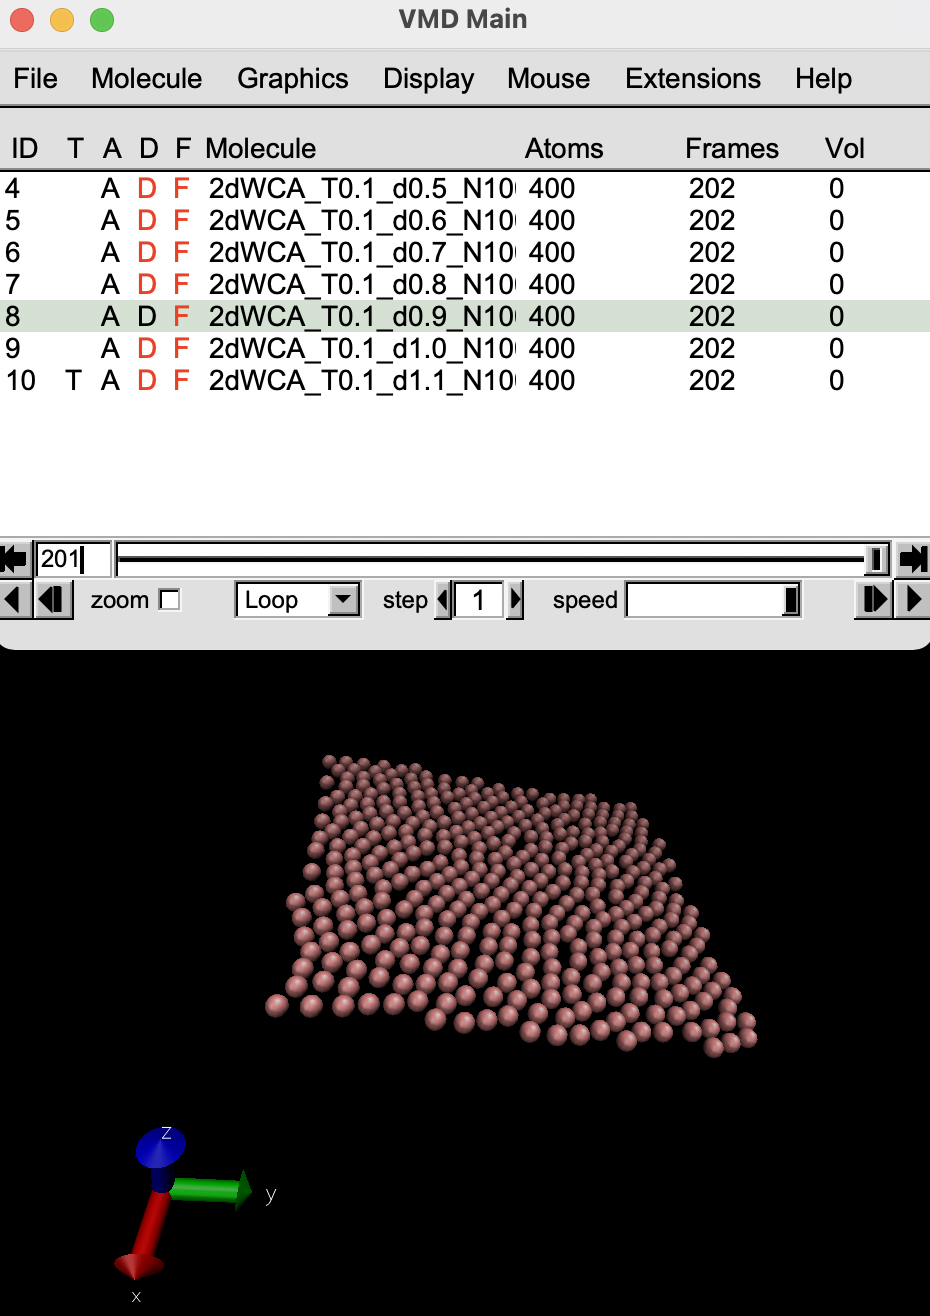 VMD Main
File Molecule Graphics Display Mouse Extensions Help
ID T A D F Molecule Atoms Frames Vol
4 A D F 2dWCA_T0.1_d0.5_N10 400 202 0
5 A D F 2dWCA_T0.1_d0.6_N10 400 202 0
6 A D F 2dWCA_T0.1_d0.7_N10 400 202 0
7 A D F 2dWCA_T0.1_d0.8_N10 400 202 0
8 A D F 2dWCA_T0.1_d0.9_N10 400 202 0
9 A D F 2dWCA_T0.1_d1.0_N10 400 202 0
10 T A D F 2dWCA_T0.1_d1.1_N10 400 202 0
201
zoom Loop step 1 speed
z
y
x